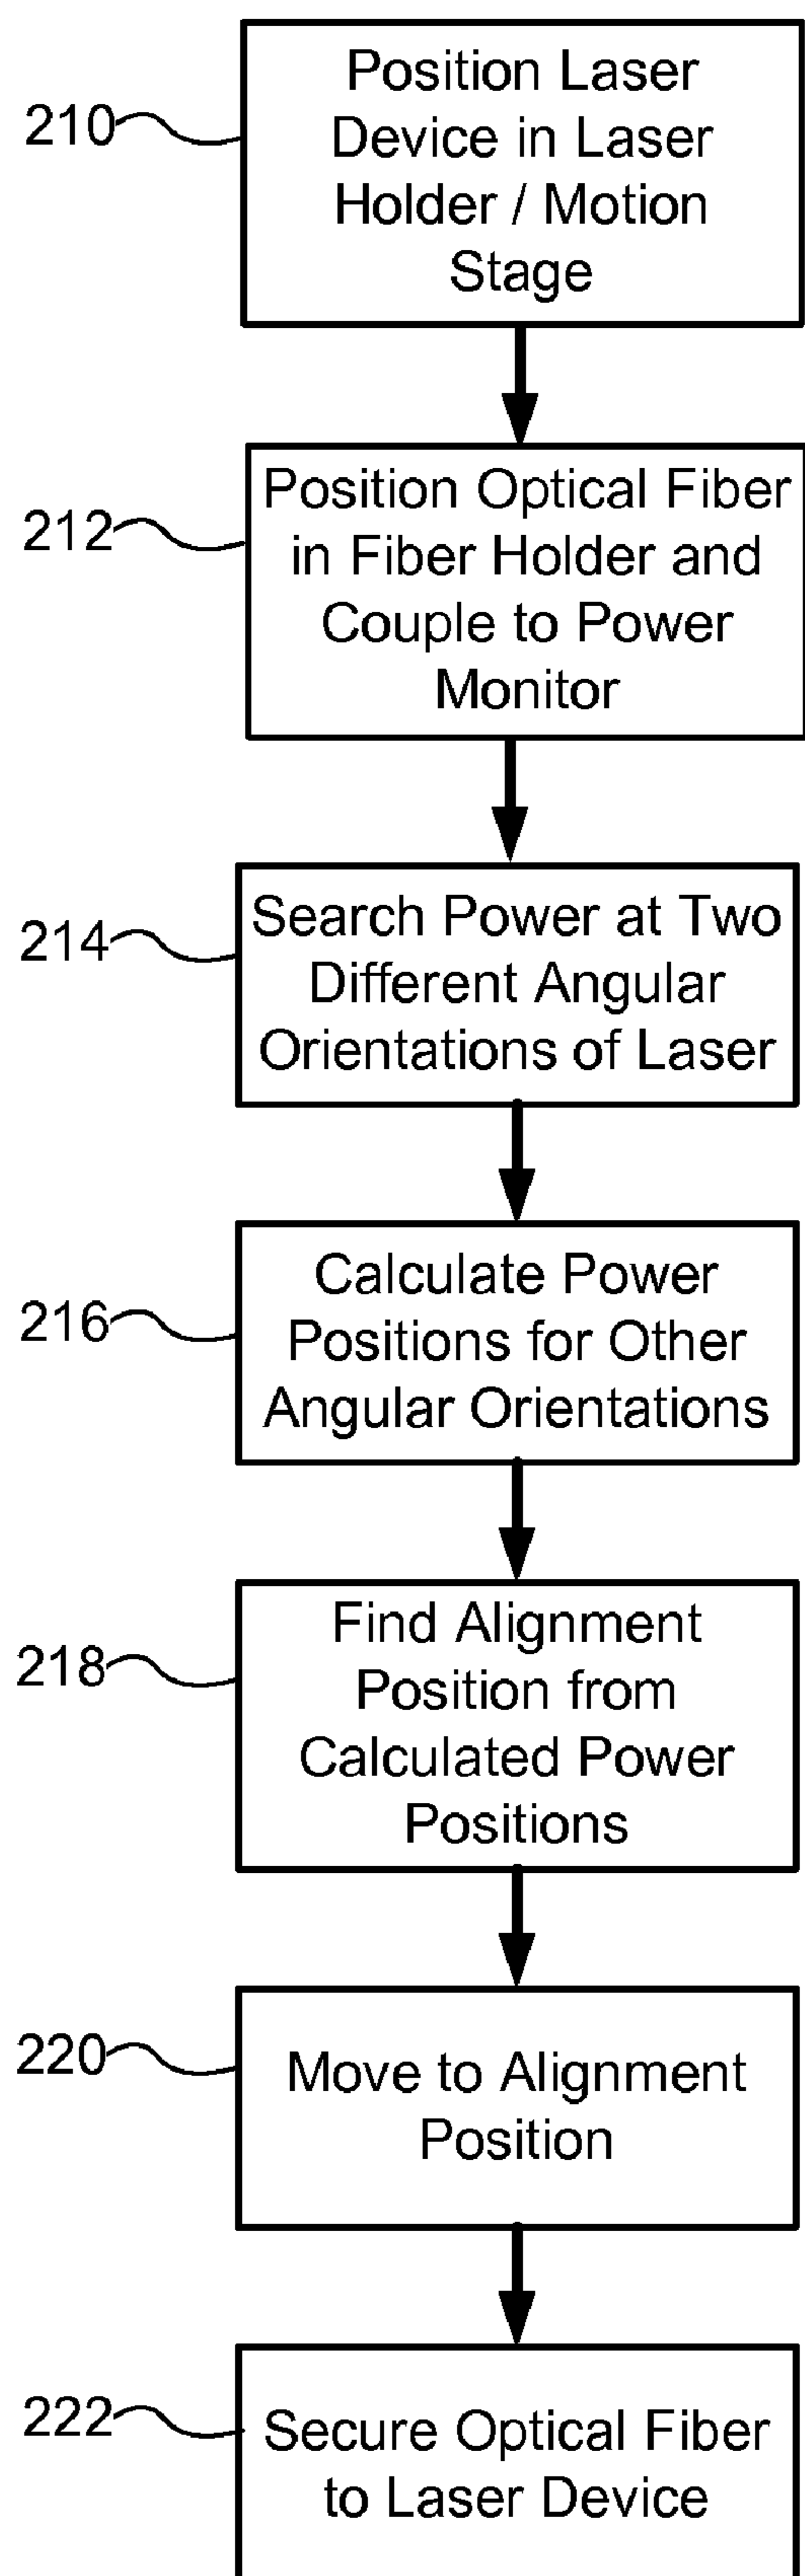 210
Position Laser
Device in Laser
Holder / Motion
Stage
212
Position Optical Fiber
in Fiber Holder and
Couple to Power
Monitor
214
Search Power at Two
Different Angular
Orientations of Laser
216
Calculate Power
Positions for Other
Angular Orientations
218
Find Alignment
Position from
Calculated Power
Positions
220
Move to Alignment
Position
222
Secure Optical Fiber
to Laser Device